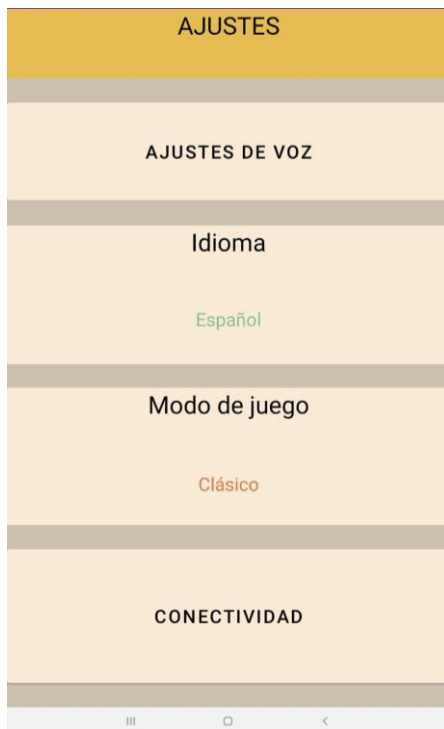 AJUSTES
AJUSTES DE VOZ
Idioma
Español
Modo de juego
Clásico
CONECTIVIDAD